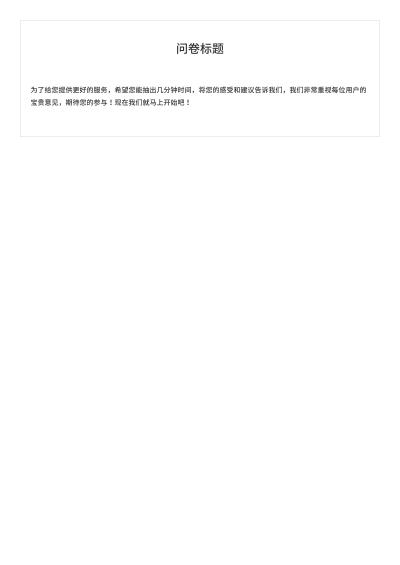 问卷标题
为了给您提供更好的服务，希望您能抽出几分钟时间，将您的感受和建议告诉我们，我们非常重视每位用户的
宝贵意见，期待您的参与！现在我们就马上开始吧！